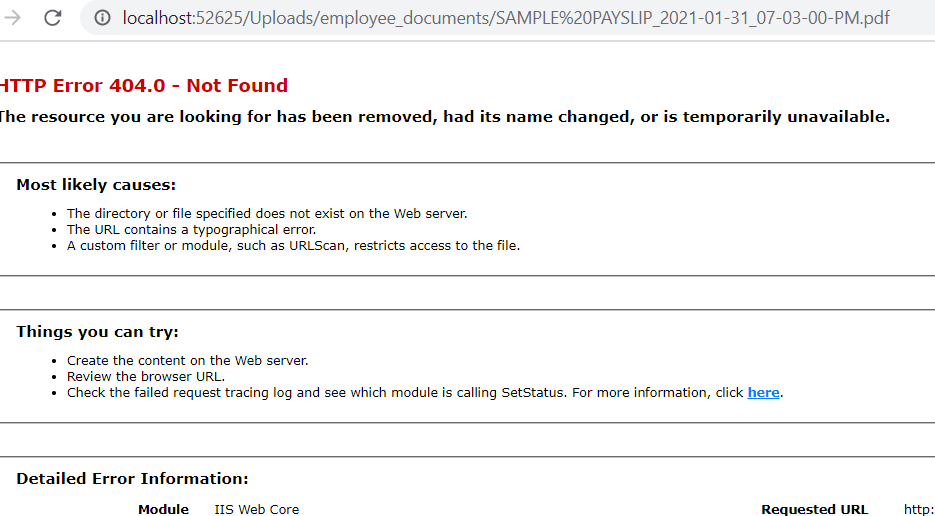 localhost:52625/Uploads/employee_documents/SAMPLE%20PAYSLIP_2021-01-31_07-03-00-PM.pdf
HTTP Error 404.0 - Not Found
The resource you are looking for has been removed, had its name changed, or is temporarily unavailable.
Most likely causes:
• The directory or file specified does not exist on the Web server.
• The URL contains a typographical error.
• A custom filter or module, such as URLScan, restricts access to the file.
Things you can try:
• Create the content on the Web server.
• Review the browser URL.
• Check the failed request tracing log and see which module is calling SetStatus. For more information, click here.
Detailed Error Information:
Module IIS Web Core Requested URL http: